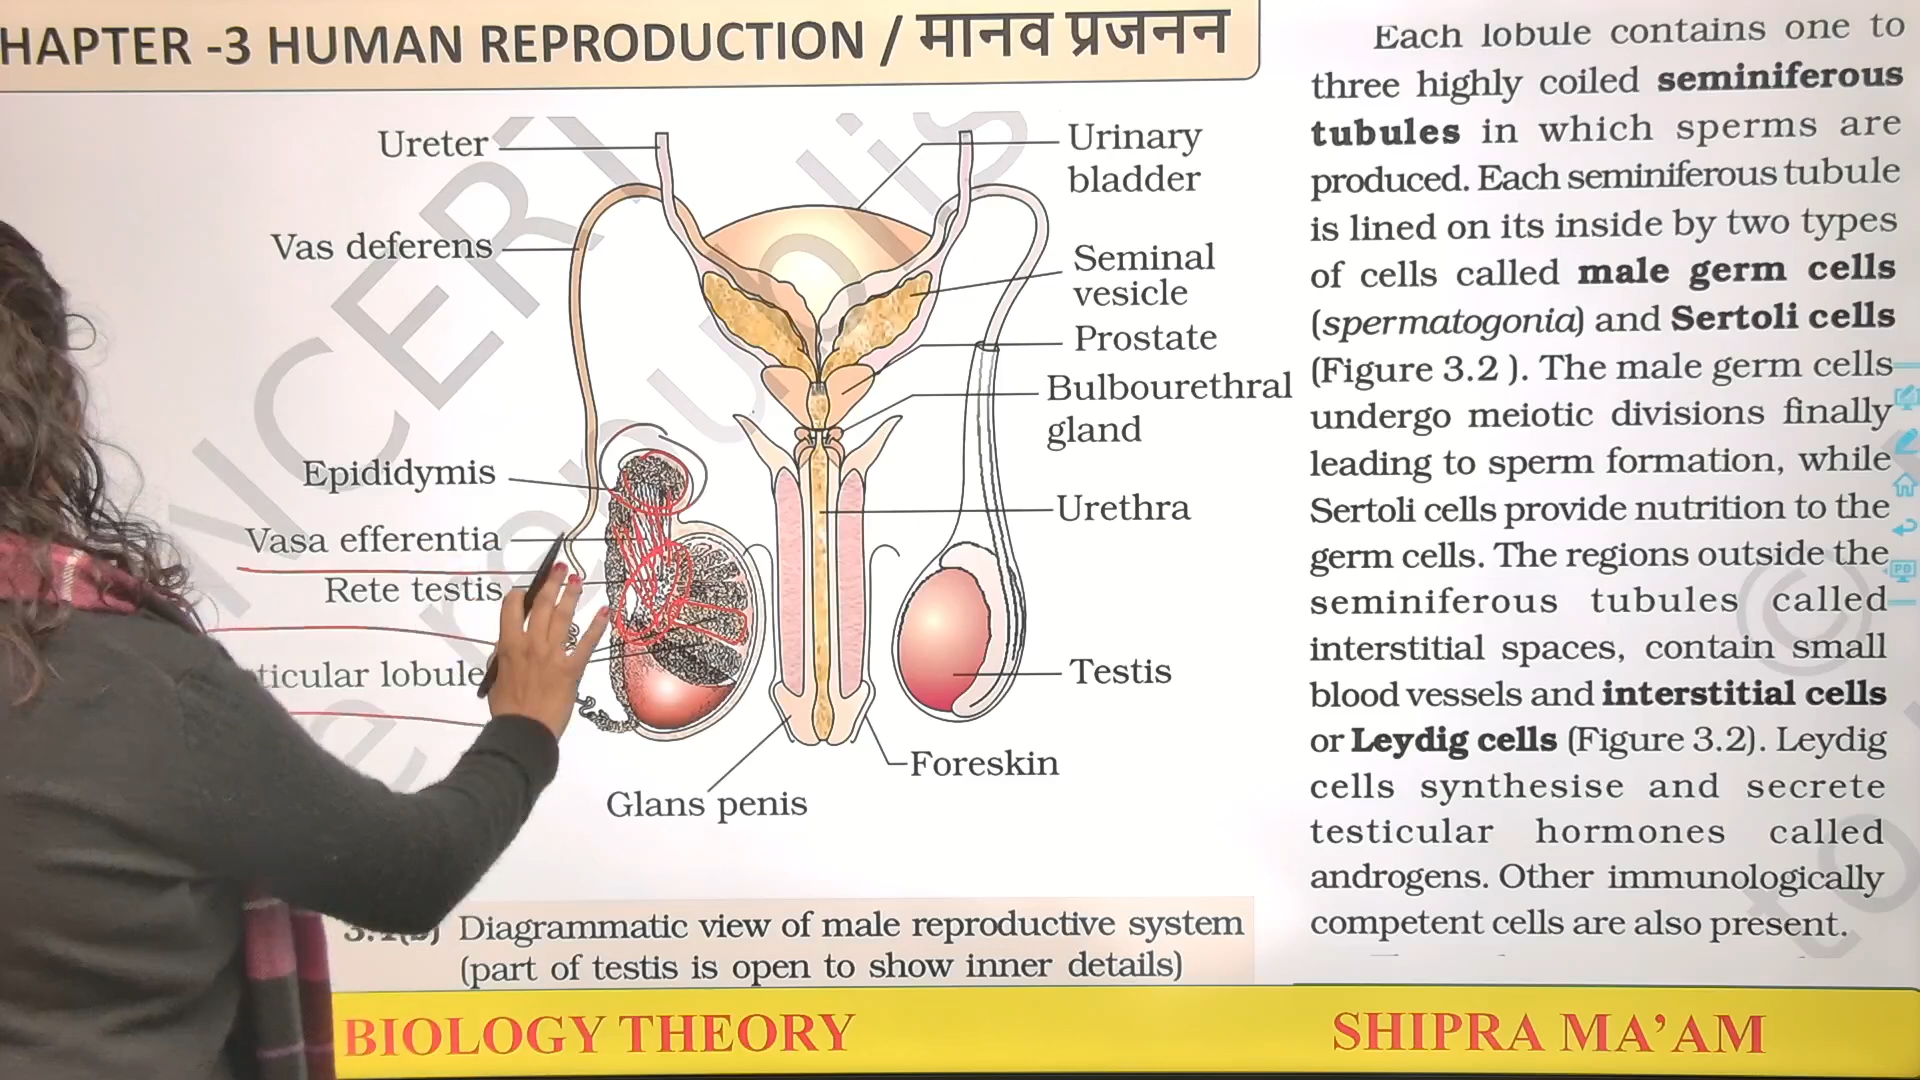 HAPTER -3 HUMAN REPRODUCTION / मानव प्रजनन
Ureter
Vas deferens
Epididymis
Vasa efferentia
Rete testis
ticular lobule
Glans penis
Urinary
bladder
Seminal
vesicle
Prostate
Bulbourethral
gland
Urethra
Testis
Foreskin
Diagrammatic view of male reproductive system
(part of testis is open to show inner details)
Each lobule contains one to
three highly coiled seminiferous
tubules in which sperms are
produced. Each seminiferous tubule
is lined on its inside by two types
of cells called male germ cells
(spermatogonia) and Sertoli cells
(Figure 3.2 ). The male germ cells
undergo meiotic divisions finally
leading to sperm formation, while
Sertoli cells provide nutrition to the
germ cells. The regions outside the
seminiferous tubules called
interstitial spaces, contain small
blood vessels and interstitial cells
or Leydig cells (Figure 3.2). Leydig
cells synthesise and secrete
testicular hormones called
androgens. Other immunologically
competent cells are also present.
BIOLOGY THEORY
SHIPRA MA'AM